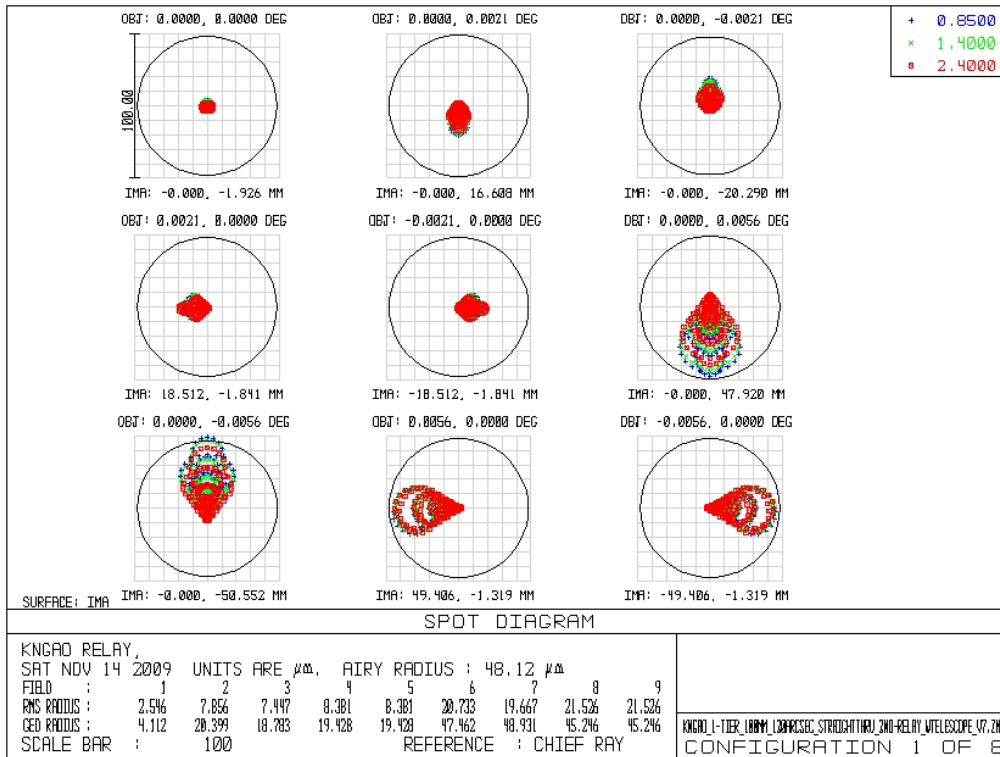 OBJ: 0.0000, 0.0000 DEG
OBJ: 0.0000, 0.0021 DEG
OBJ: 0.0000, -0.0021 DEG
+ 0.8500
× 1.4000
¤ 2.4000
100.00
IMA: -0.000, -1.926 MM
IMA: -0.000, 16.608 MM
IMA: -0.000, -20.290 MM
OBJ: 0.0021, 0.0000 DEG
OBJ: -0.0021, 0.0000 DEG
OBJ: 0.0000, 0.0056 DEG
IMA: 18.512, -1.841 MM
IMA: -18.512, -1.841 MM
IMA: -0.000, 47.920 MM
OBJ: 0.0000, -0.0056 DEG
OBJ: 0.0056, 0.0000 DEG
OBJ: -0.0056, 0.0000 DEG
IMA: -0.000, -50.552 MM
IMA: 49.406, -1.319 MM
IMA: -49.406, -1.319 MM
SURFACE: IMA
SPOT DIAGRAM
KNGAO RELAY,
SAT NOV 14 2009 UNITS ARE µm. AIRY RADIUS : 48.12 µm
FIELD : 1 2 3 4 5 6 7 8 9
RMS RADIUS : 2.546 7.856 7.447 8.381 8.381 20.733 19.667 21.526 21.526
GEO RADIUS : 4.112 20.399 18.783 19.428 19.428 47.462 48.931 45.246 45.246
SCALE BAR : 100 REFERENCE : CHIEF RAY
CONFIGURATION 1 OF 8